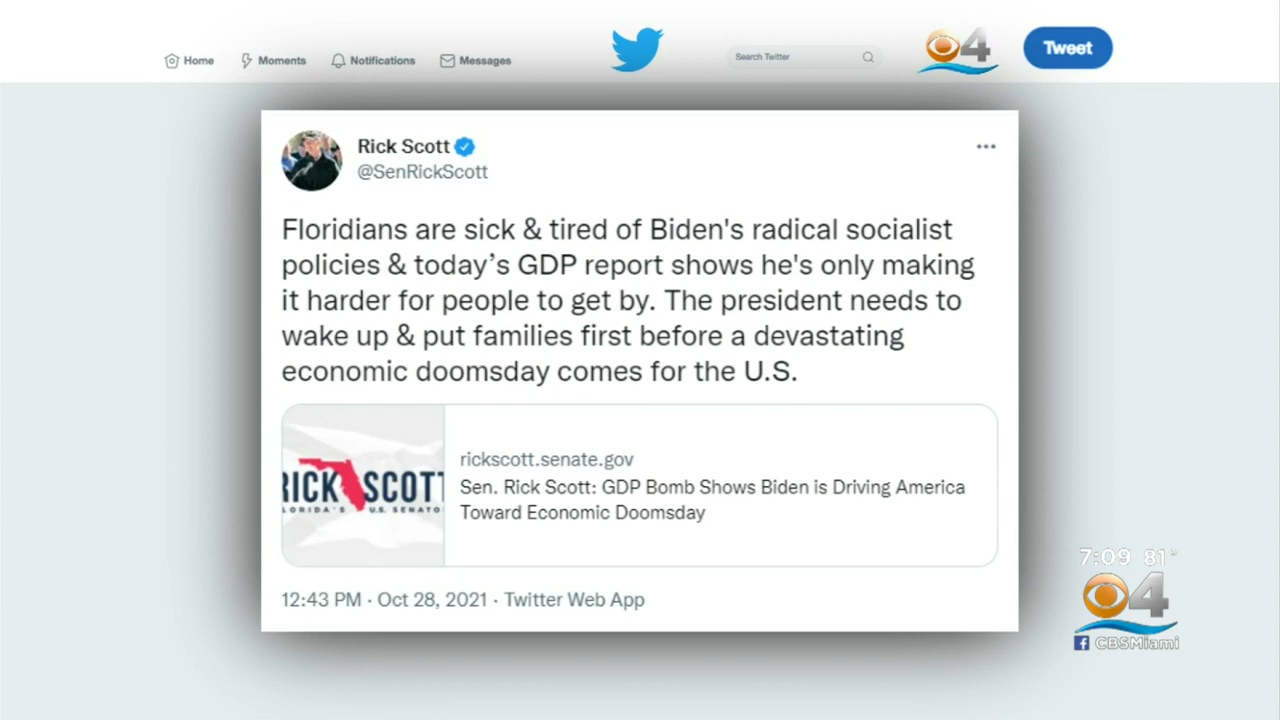 Home Moments Notifications Messages Search Twitter 4 Tweet
Rick Scott
@SenRickScott
Floridians are sick & tired of Biden's radical socialist
policies & today’s GDP report shows he's only making
it harder for people to get by. The president needs to
wake up & put families first before a devastating
economic doomsday comes for the U.S.
RICK SCOTT
FLORIDA'S U.S. SENATO
rickscott.senate.gov
Sen. Rick Scott: GDP Bomb Shows Biden is Driving America
Toward Economic Doomsday
12:43 PM · Oct 28, 2021 · Twitter Web App
7:09 81°
4
f CBSMiami